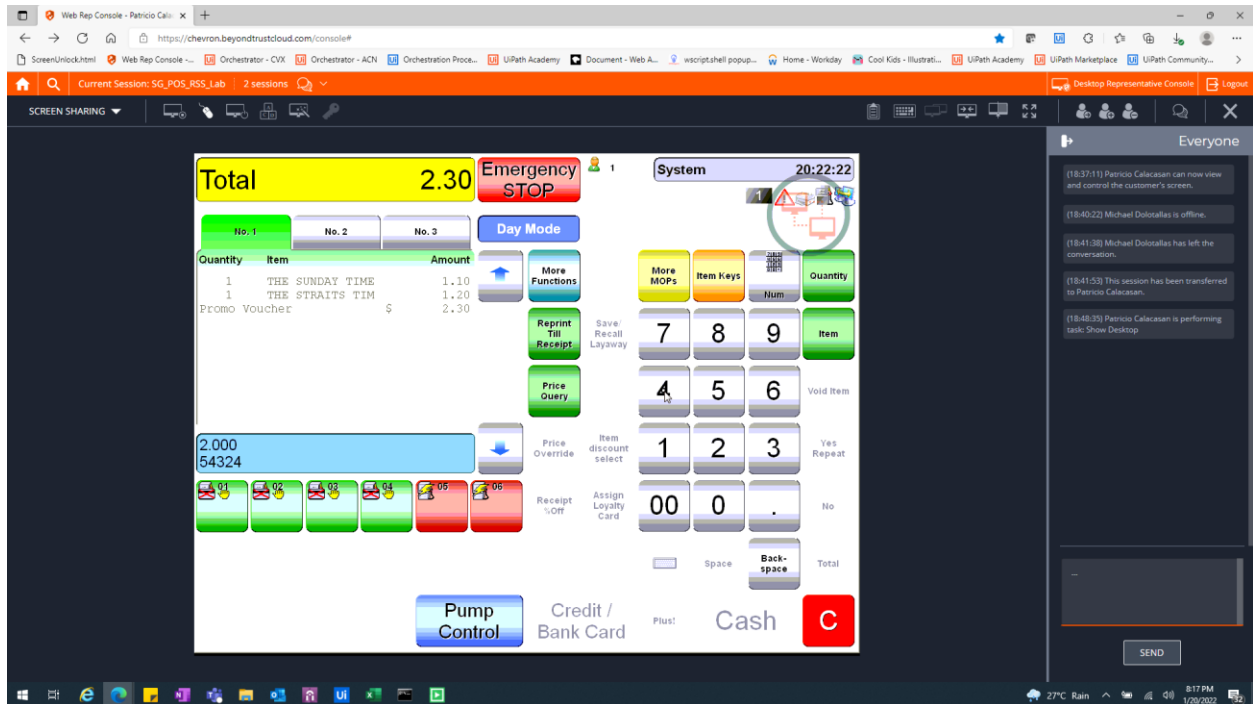 Web Rep Console - Patricio Cala
https://chevron.beyondtrustcloud.com/console#
ScreenUnlock.html Web Rep Console -... Orchestrator - CVX Orchestrator - ACN Orchestration Proce... UiPath Academy Document - Web A... wscript.shell popup... Home - Workday Cool Kids - Illustrati... UiPath Academy UiPath Marketplace UiPath Community...
Current Session: SG_POS_RSS_Lab 2 sessions Desktop Representative Console Logout
SCREEN SHARING
Everyone
(18:37:11) Patricio Calacasan can now view
and control the customer's screen.
(18:40:22) Michael Dolotallas is offline.
(18:41:38) Michael Dolotallas has left the
conversation.
(18:41:53) This session has been transferred
to Patricio Calacasan.
(18:48:35) Patricio Calacasan is performing
task: Show Desktop
SEND
Total 2.30
Emergency
STOP
1
System 20:22:22
1
No. 1 No. 2 No. 3
Day Mode
Quantity Item Amount
1 THE SUNDAY TIME 1.10
1 THE STRAITS TIM 1.20
Promo Voucher $ 2.30
More
Functions
More
MOPs
Item Keys
Num
Quantity
Reprint
Till
Receipt
Save/
Recall
Layaway
7 8 9
Item
Price
Query
4 5 6
Void Item
2.000
54324
Price
Override
Item
discount
select
1 2 3
Yes
Repeat
01 02 03 04 05 06
Receipt
%Off
Assign
Loyalty
Card
00 0 .
No
Space
Back-
space
Total
Pump
Control
Credit /
Bank Card
Plus!
Cash
C
27°C Rain
8:17 PM
1/20/2022